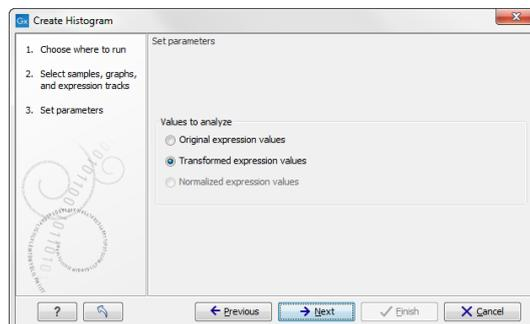 Gx Create Histogram
X
1. Choose where to run
2. Select samples, graphs,
and expression tracks
3. Set parameters
Set parameters
Values to analyze
Original expression values
Transformed expression values
Normalized expression values
?
Previous
Next
Finish
Cancel